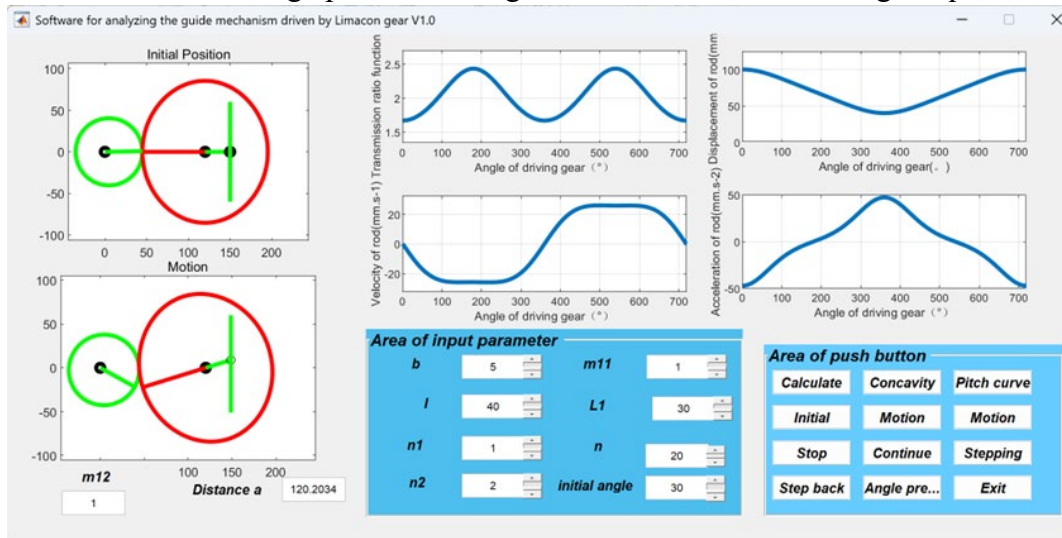 Software for analyzing the guide mechanism driven by Limacon gear V1.0
Initial Position
100
50
0
-50
-100
0 50 100 150 200
Motion
100
50
0
-50
-100
0 50 100 150 200
m12
1
Distance a
120.2034
Transmission ratio function
2.5
2
1.5
0 100 200 300 400 500 600 700
Angle of driving gear (°)
Displacement of rod(mm)
100
50
0
0 100 200 300 400 500 600 700
Angle of driving gear(。)
Velocity of rod(mm.s-1)
20
0
-20
0 100 200 300 400 500 600 700
Angle of driving gear (°)
Acceleration of rod(mm.s-2)
50
0
-50
0 100 200 300 400 500 600 700
Angle of driving gear (°)
Area of input parameter
b 5 m11 1
l 40 L1 30
n1 1 n 20
n2 2 initial angle 30
Area of push button
Calculate Concavity Pitch curve
Initial Motion Motion
Stop Continue Stepping
Step back Angle pre... Exit